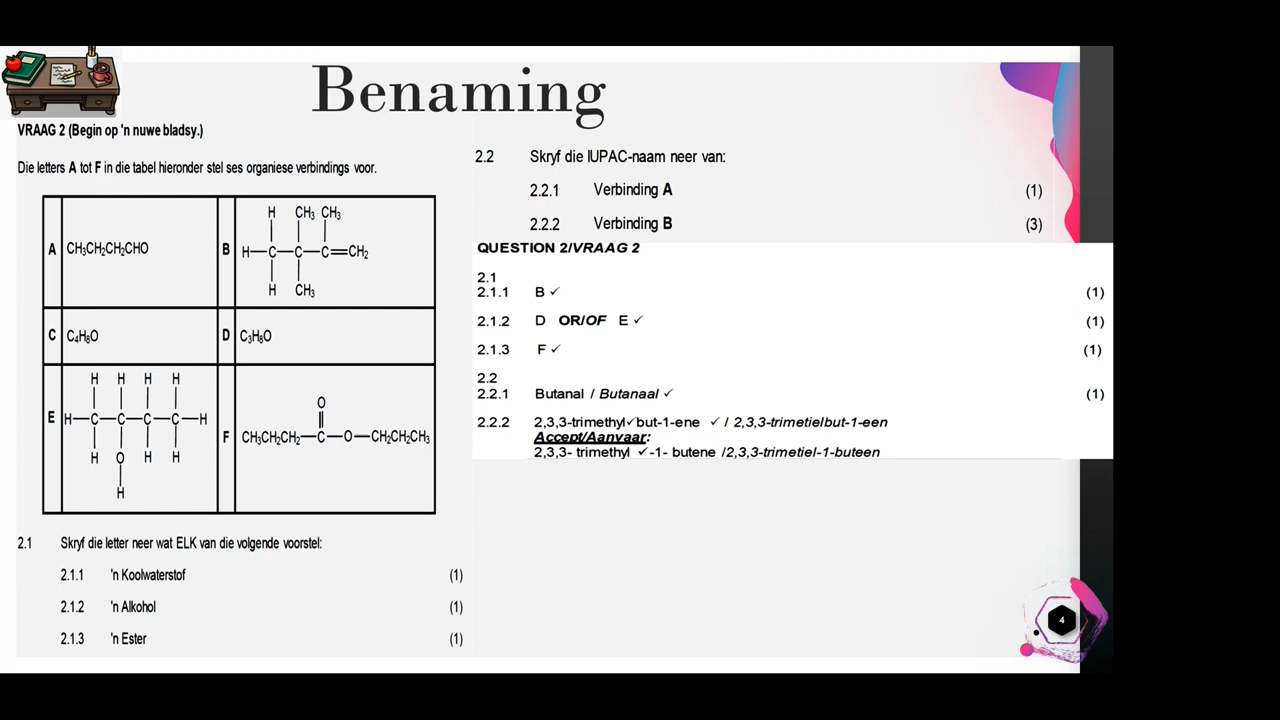 Benaming
VRAAG 2 (Begin op 'n nuwe bladsy.)
Die letters A tot F in die tabel hieronder stel ses organiese verbindings voor.
A
CH3CH2CH2CHO
B
H CH3 CH3
H—C—C—C=CH2
H CH3
C
C4H8O
D
C3H8O
E
H H H H
H—C—C—C—C—H
H O H H
H
F
O
CH3CH2CH2—C—O—CH2CH2CH3
2.1 Skryf die letter neer wat ELK van die volgende voorstel:
2.1.1 'n Koolwaterstof (1)
2.1.2 'n Alkohol (1)
2.1.3 'n Ester (1)
2.2 Skryf die IUPAC-naam neer van:
2.2.1 Verbinding A (1)
2.2.2 Verbinding B (3)
QUESTION 2/VRAAG 2
2.1
2.1.1 B ✓ (1)
2.1.2 D OR/OF E ✓ (1)
2.1.3 F ✓ (1)
2.2
2.2.1 Butanal / Butanaal ✓ (1)
2.2.2 2,3,3-trimethyl✓but-1-ene ✓ / 2,3,3-trimetielbut-1-een
Accept/Aanvaar:
2,3,3- trimethyl ✓-1- butene /2,3,3-trimetiel-1-buteen
4